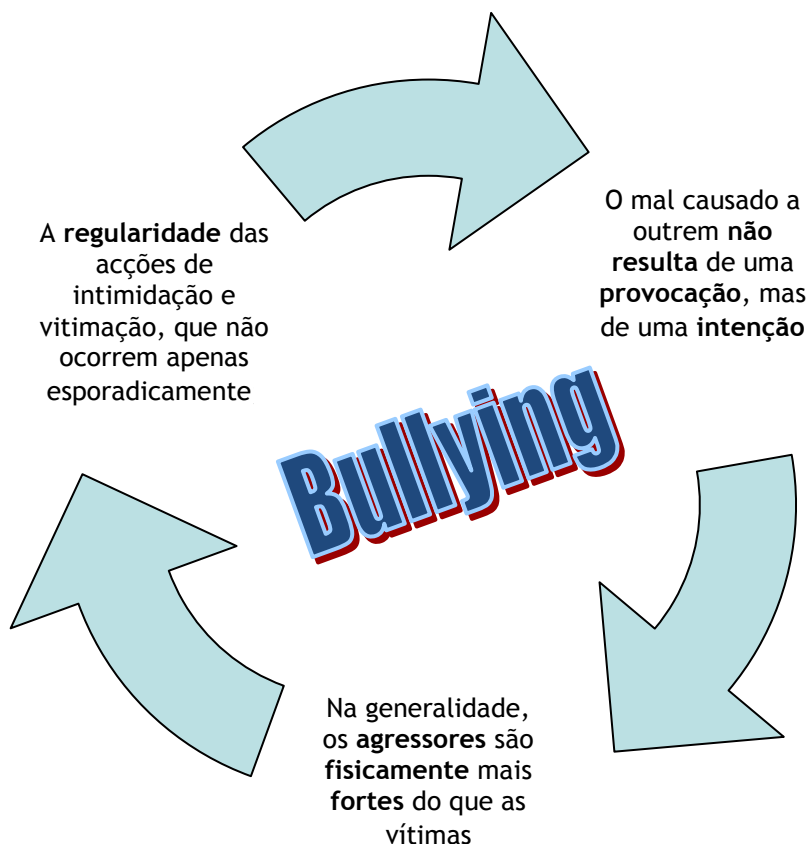 A regularidade das
acções de
intimidação e
vitimação, que não
ocorrem apenas
esporadicamente
O mal causado a
outrem não
resulta de uma
provocação, mas
de uma intenção
Bullying
Na generalidade,
os agressores são
fisicamente mais
fortes do que as
vítimas